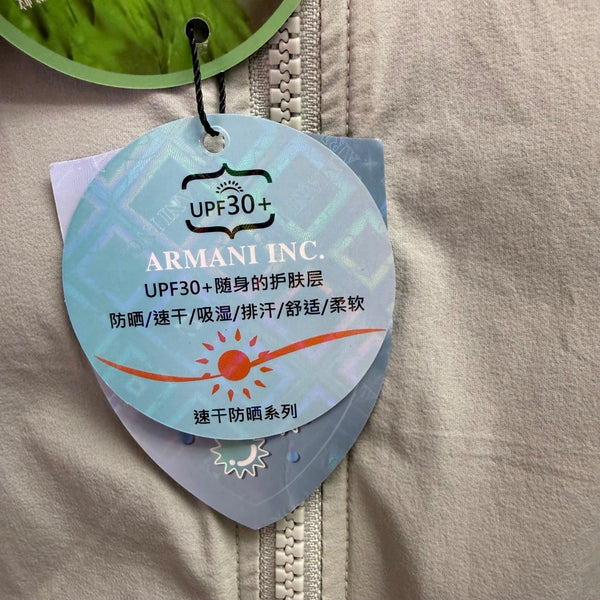 UPF30+
ARMANI INC.
UPF30+随身的护肤层
防晒/速干/吸湿/排汗/舒适/柔软
速干防晒系列